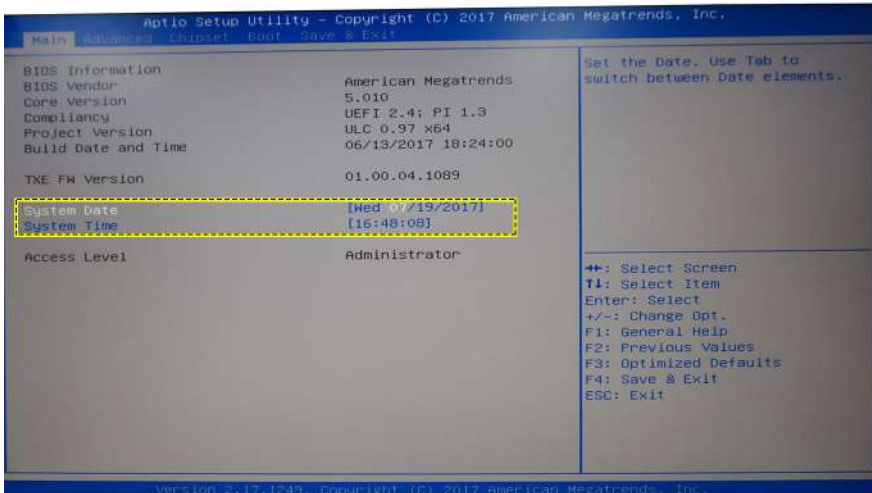 Aptio Setup Utility - Copyright (C) 2017 American Megatrends, Inc.
Main Advanced Chipset Boot Save & Exit
BIOS Information
BIOS Vendor American Megatrends
Core Version 5.010
Compliancy UEFI 2.4; PI 1.3
Project Version ULC 0.97 x64
Build Date and Time 06/13/2017 18:24:00
TXE FW Version 01.00.04.1089
System Date [Wed 07/19/2017]
System Time [16:48:08]
Access Level Administrator
Set the Date. Use Tab to
switch between Date elements.
→←: Select Screen
↑↓: Select Item
Enter: Select
+/-: Change Opt.
F1: General Help
F2: Previous Values
F3: Optimized Defaults
F4: Save & Exit
ESC: Exit
Version 2.17.1249. Copyright (C) 2017 American Megatrends, Inc.